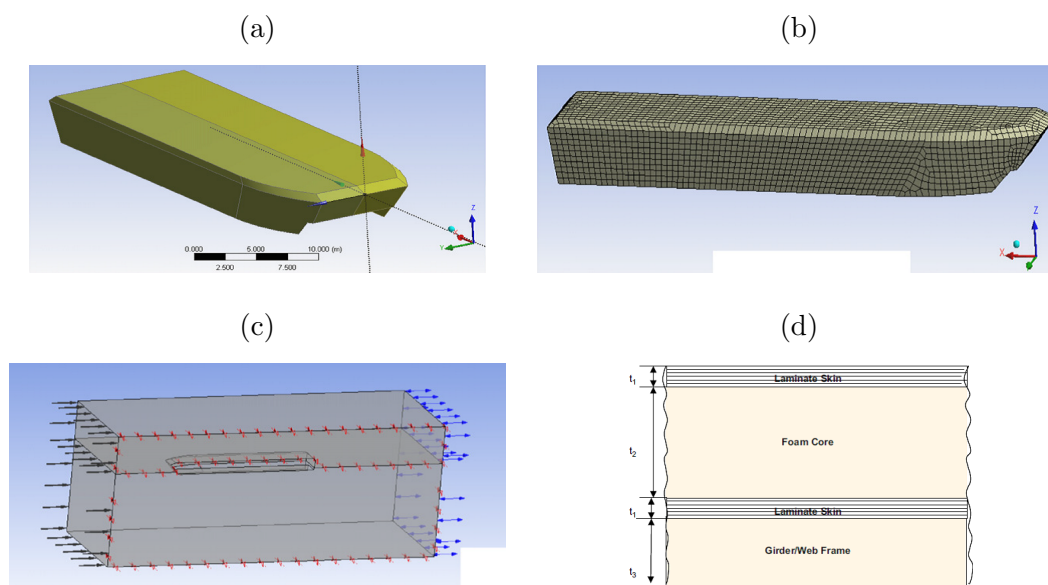 (a)
(b)
0.000 5.000 10.000 (m)
2.500 7.500
Z
Y
Z
X
(c)
(d)
t1
Laminate Skin
Foam Core
t2
t1
Laminate Skin
Girder/Web Frame
t3